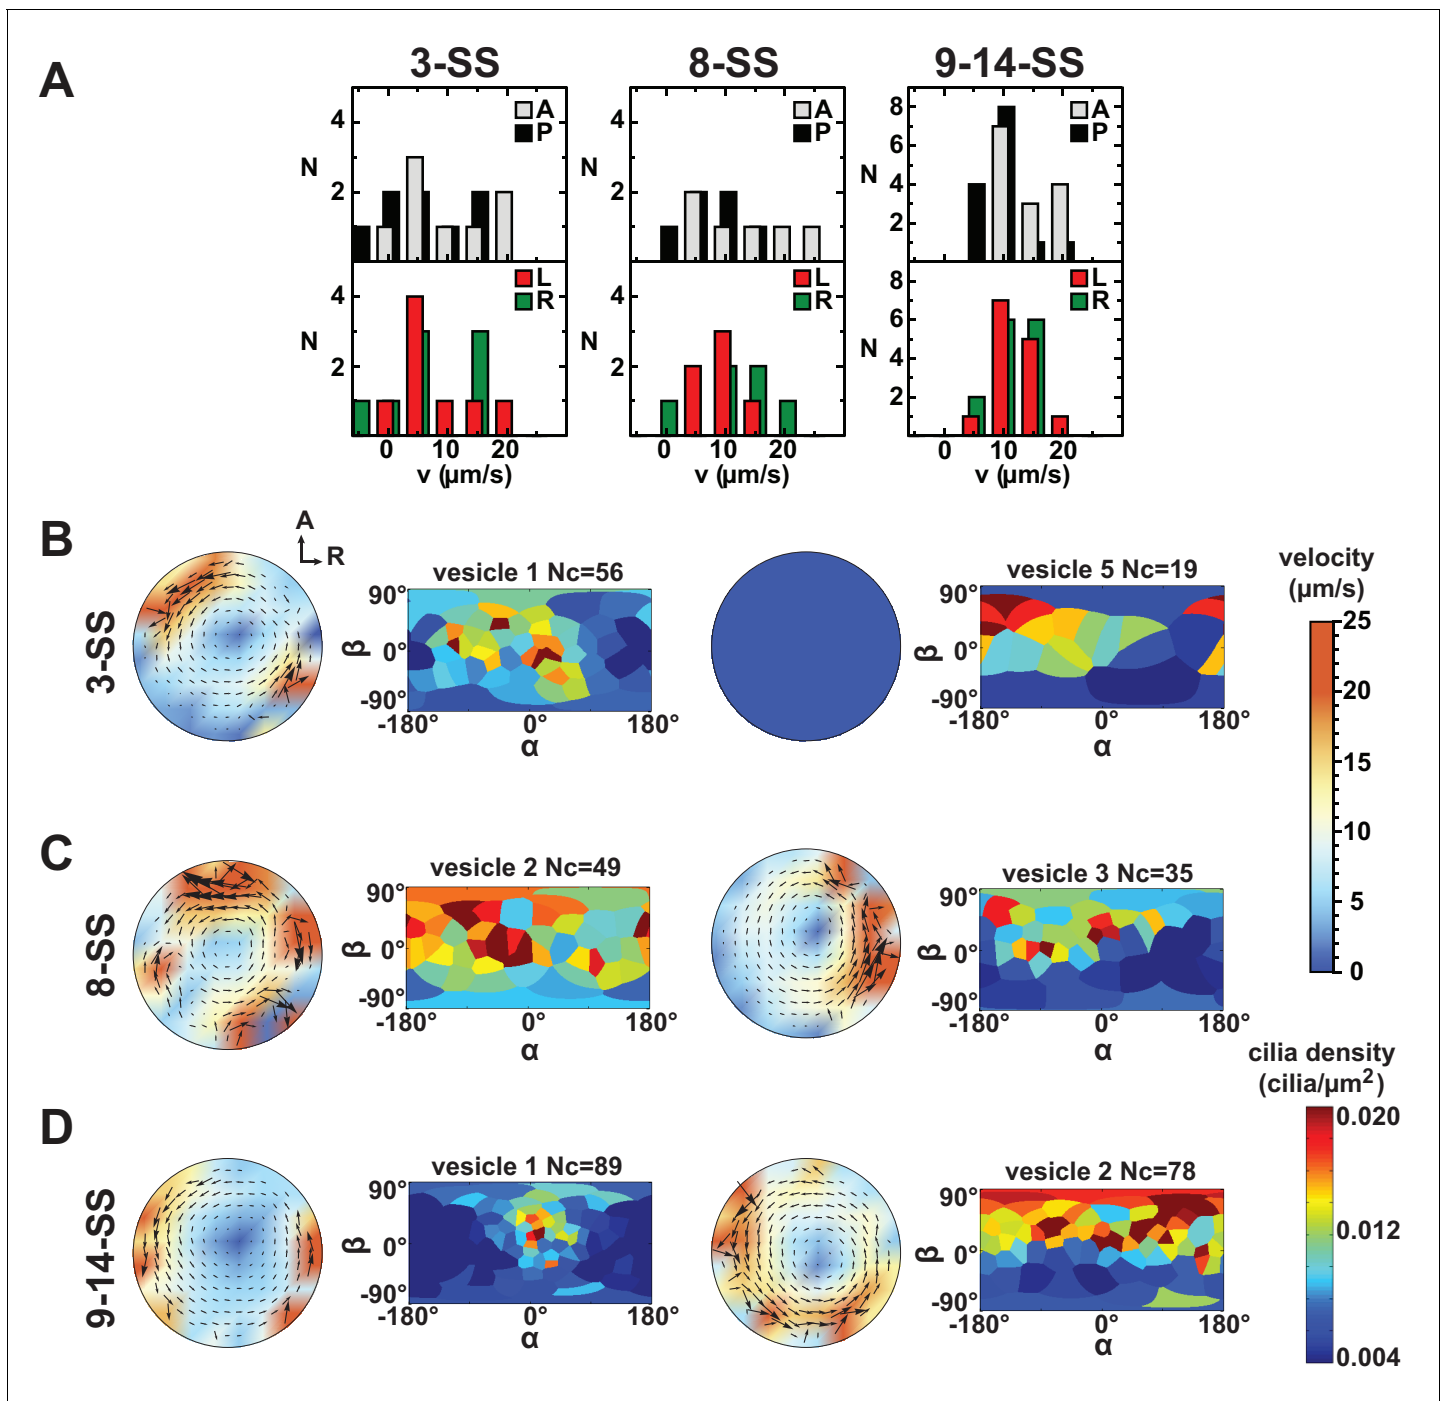 A
3-SS
8-SS
9-14-SS
4
2
N
A
P
4
2
N
A
P
8
6
4
2
N
A
P
4
2
N
L
R
0
10
20
v (µm/s)
4
2
N
L
R
0
10
20
v (µm/s)
8
6
4
2
N
L
R
0
10
20
v (µm/s)
B
3-SS
A
R
vesicle 1 Nc=56
90°
0°
-90°
β
-180°
0°
180°
α
vesicle 5 Nc=19
90°
0°
-90°
β
-180°
0°
180°
α
velocity
(µm/s)
25
20
15
10
5
0
C
8-SS
vesicle 2 Nc=49
90°
0°
-90°
β
-180°
0°
180°
α
vesicle 3 Nc=35
90°
0°
-90°
β
-180°
0°
180°
α
cilia density
(cilia/µm²)
0.020
0.012
0.004
D
9-14-SS
vesicle 1 Nc=89
90°
0°
-90°
β
-180°
0°
180°
α
vesicle 2 Nc=78
90°
0°
-90°
β
-180°
0°
180°
α